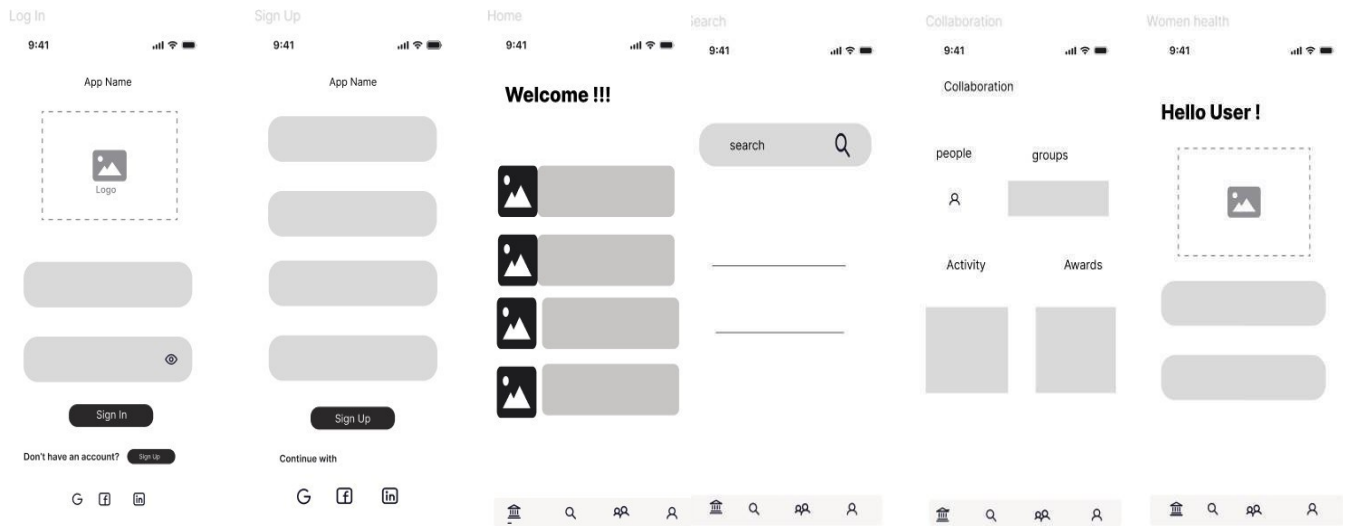 Log In
9:41
App Name
Logo
Sign In
Don't have an account?
Sign Up
Sign Up
9:41
App Name
Sign Up
Continue with
Home
9:41
Welcome !!!
Search
9:41
search
Collaboration
9:41
Collaboration
people
groups
Activity
Awards
Women health
9:41
Hello User !